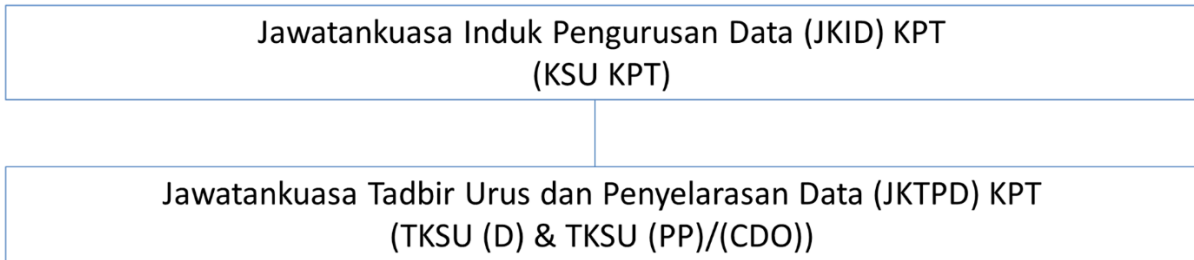 Jawatankuasa Induk Pengurusan Data (JKID) KPT
(KSU KPT)
Jawatankuasa Tadbir Urus dan Penyelarasan Data (JKTPD) KPT
(TKSU (D) & TKSU (PP)/(CDO))